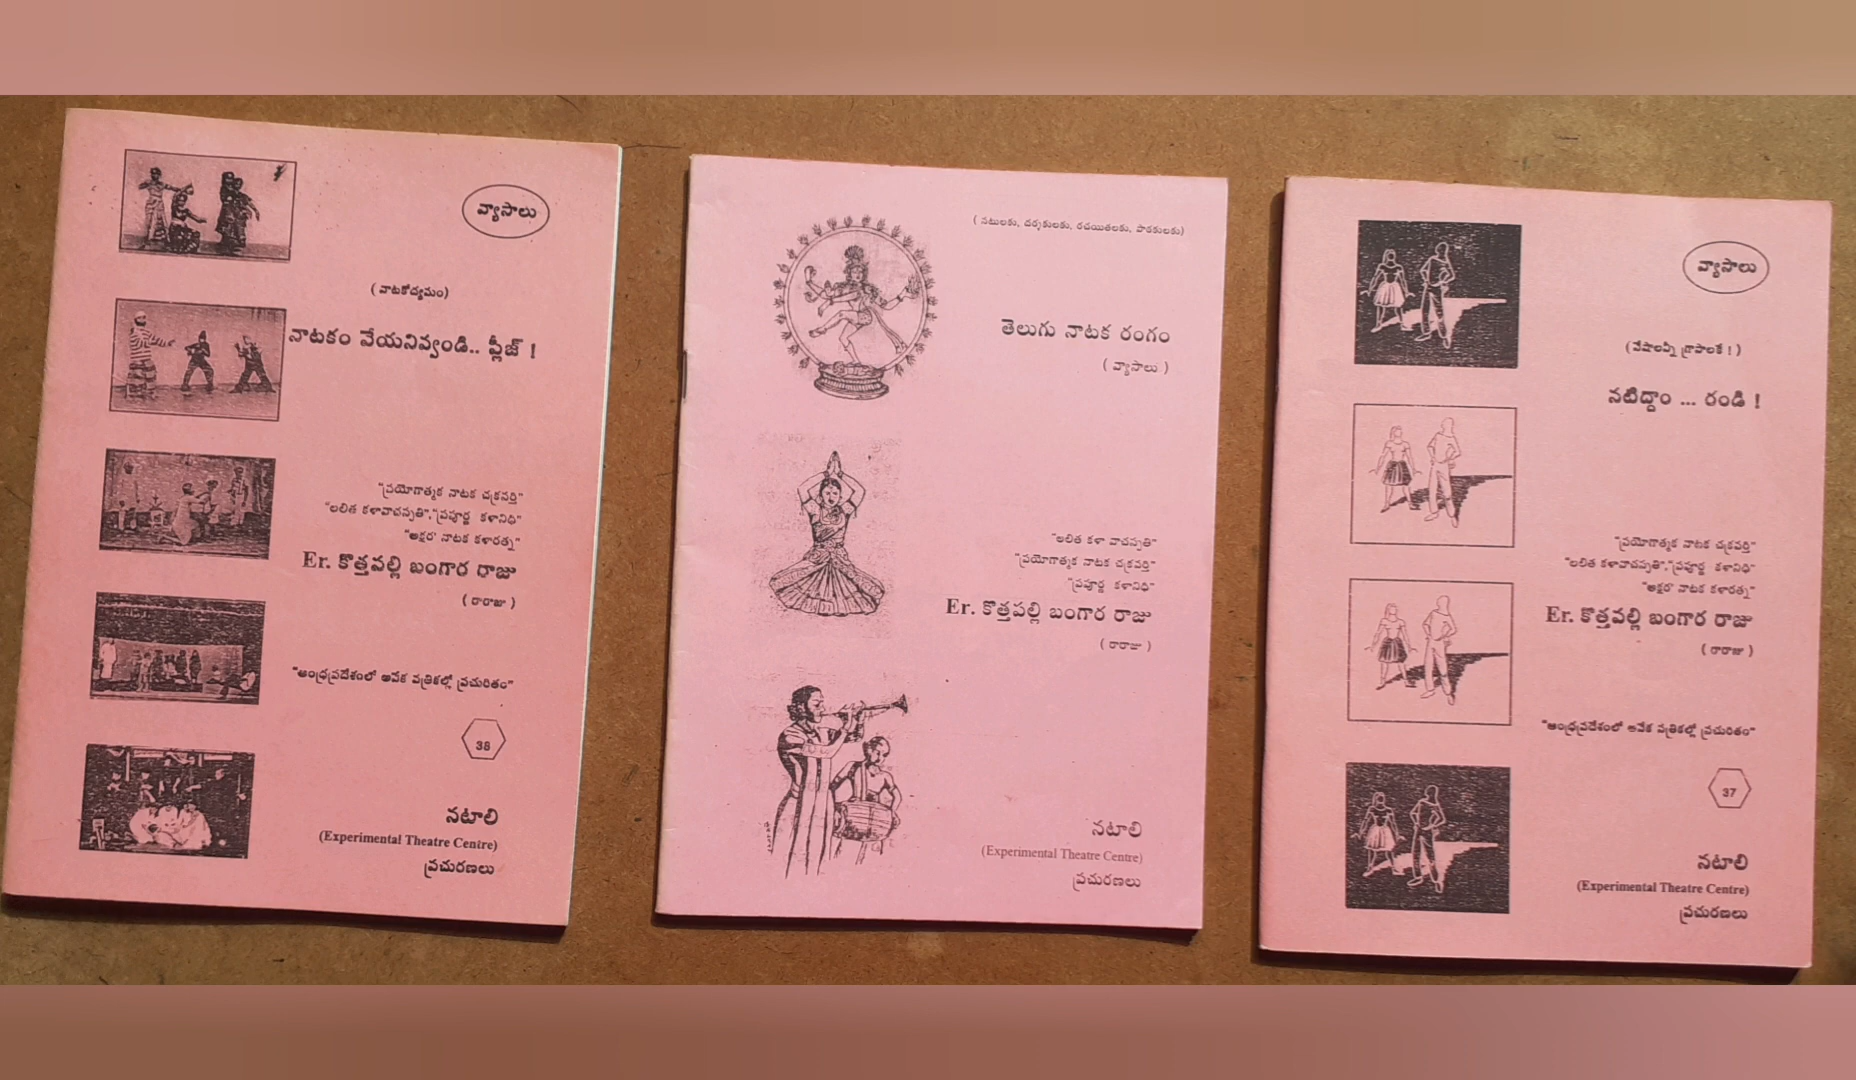 వ్యాసాలు
( నాటకోద్యమం)
నాటకం వేయనివ్వండి.. ప్లీజ్ !
"ప్రయోగాత్మక నాటక చక్రవర్తి"
"లలిత కళావాచస్పతి","ప్రపూర్ణ కళానిధి"
"అక్షర' నాటక కళారత్న"
Er. కొత్తపల్లి బంగార రాజు
( రారాజు )
"ఆంధ్రప్రదేశంలో అనేక పత్రికల్లో ప్రచురితం"
38
నటాలి
(Experimental Theatre Centre)
ప్రచురణలు
( నటులకు, దర్శకులకు, రచయితలకు, పాఠకులకు)
తెలుగు నాటక రంగం
( వ్యాసాలు )
"లలిత కళా వాచస్పతి"
"ప్రయోగాత్మక నాటక చక్రవర్తి"
"ప్రపూర్ణ కళానిధి"
Er. కొత్తపల్లి బంగార రాజు
( రారాజు )
నటాలి
(Experimental Theatre Centre)
ప్రచురణలు
వ్యాసాలు
( వేషాలన్నీ గ్రాసాలకే ! )
నటిద్దాం ... రండి !
"ప్రయోగాత్మక నాటక చక్రవర్తి"
"లలిత కళావాచస్పతి","ప్రపూర్ణ కళానిధి"
"అక్షర' నాటక కళారత్న"
Er. కొత్తపల్లి బంగార రాజు
( రారాజు )
"ఆంధ్రప్రదేశంలో అనేక పత్రికల్లో ప్రచురితం"
37
నటాలి
(Experimental Theatre Centre)
ప్రచురణలు